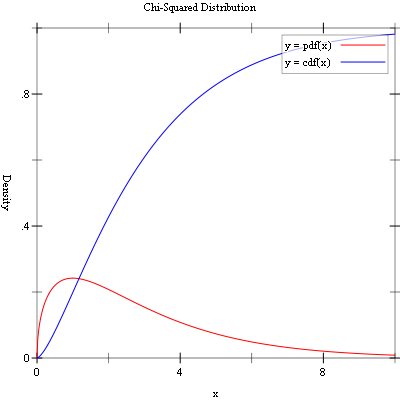 Chi-Squared Distribution
y = pdf(x)
y = cdf(x)
.8
.4
0
Density
0 4 8
x